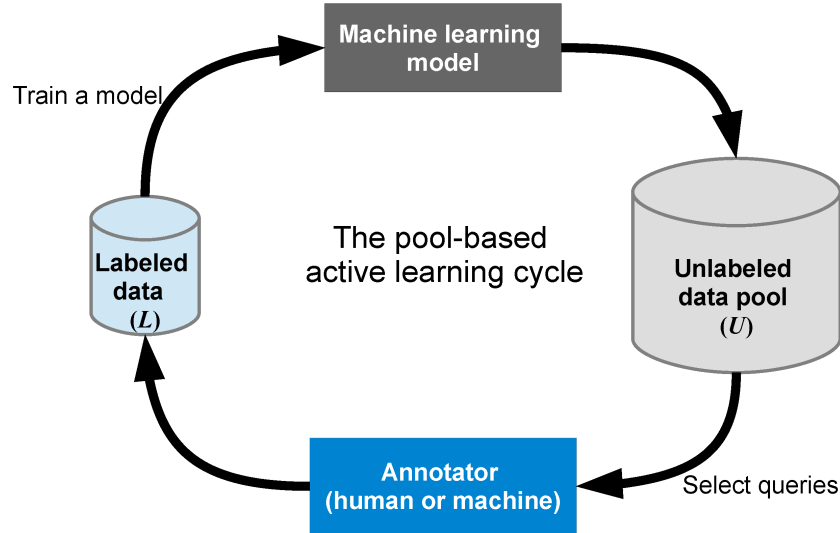 Machine learning
model
Train a model
The pool-based
active learning cycle
Labeled
data
(L)
Unlabeled
data pool
(U)
Annotator
(human or machine)
Select queries